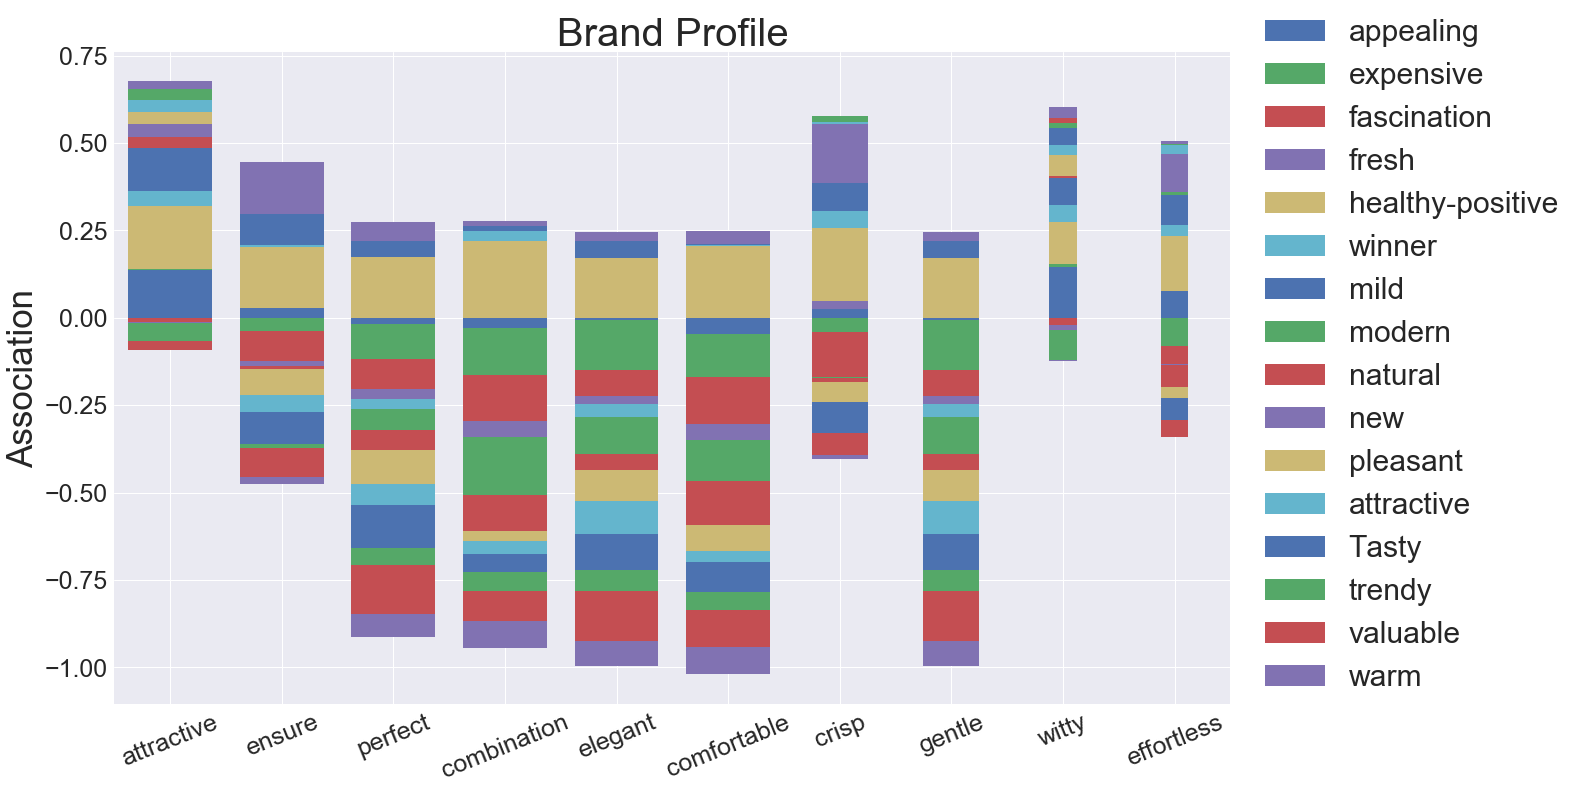 Brand Profile
0.75
0.50
0.25
0.00
−0.25
−0.50
−0.75
−1.00
Association
attractive
ensure
perfect
combination
elegant
comfortable
crisp
gentle
witty
effortless
appealing
expensive
fascination
fresh
healthy-positive
winner
mild
modern
natural
new
pleasant
attractive
Tasty
trendy
valuable
warm